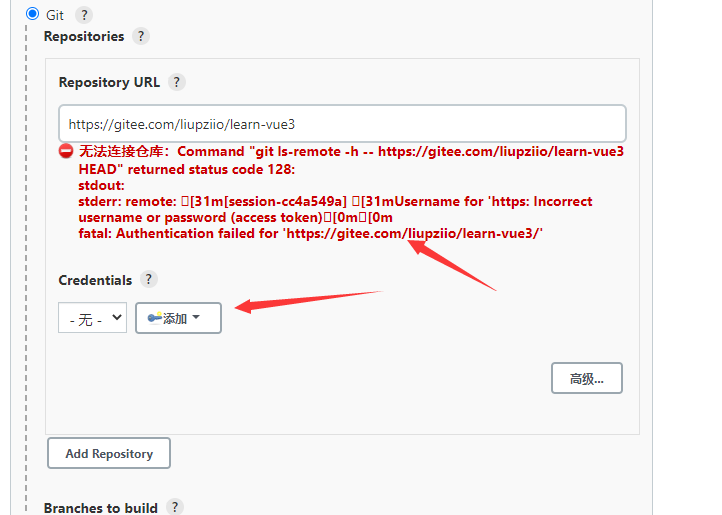 Git ?
Repositories ?
Repository URL ?
https://gitee.com/liupziio/learn-vue3
无法连接仓库：Command "git ls-remote -h -- https://gitee.com/liupziio/learn-vue3
HEAD" returned status code 128:
stdout:
stderr: remote: [31m[session-cc4a549a] [31mUsername for 'https: Incorrect
username or password (access token)[0m[0m
fatal: Authentication failed for 'https://gitee.com/liupziio/learn-vue3/'
Credentials ?
- 无 - 添加
高级...
Add Repository
Branches to build ?